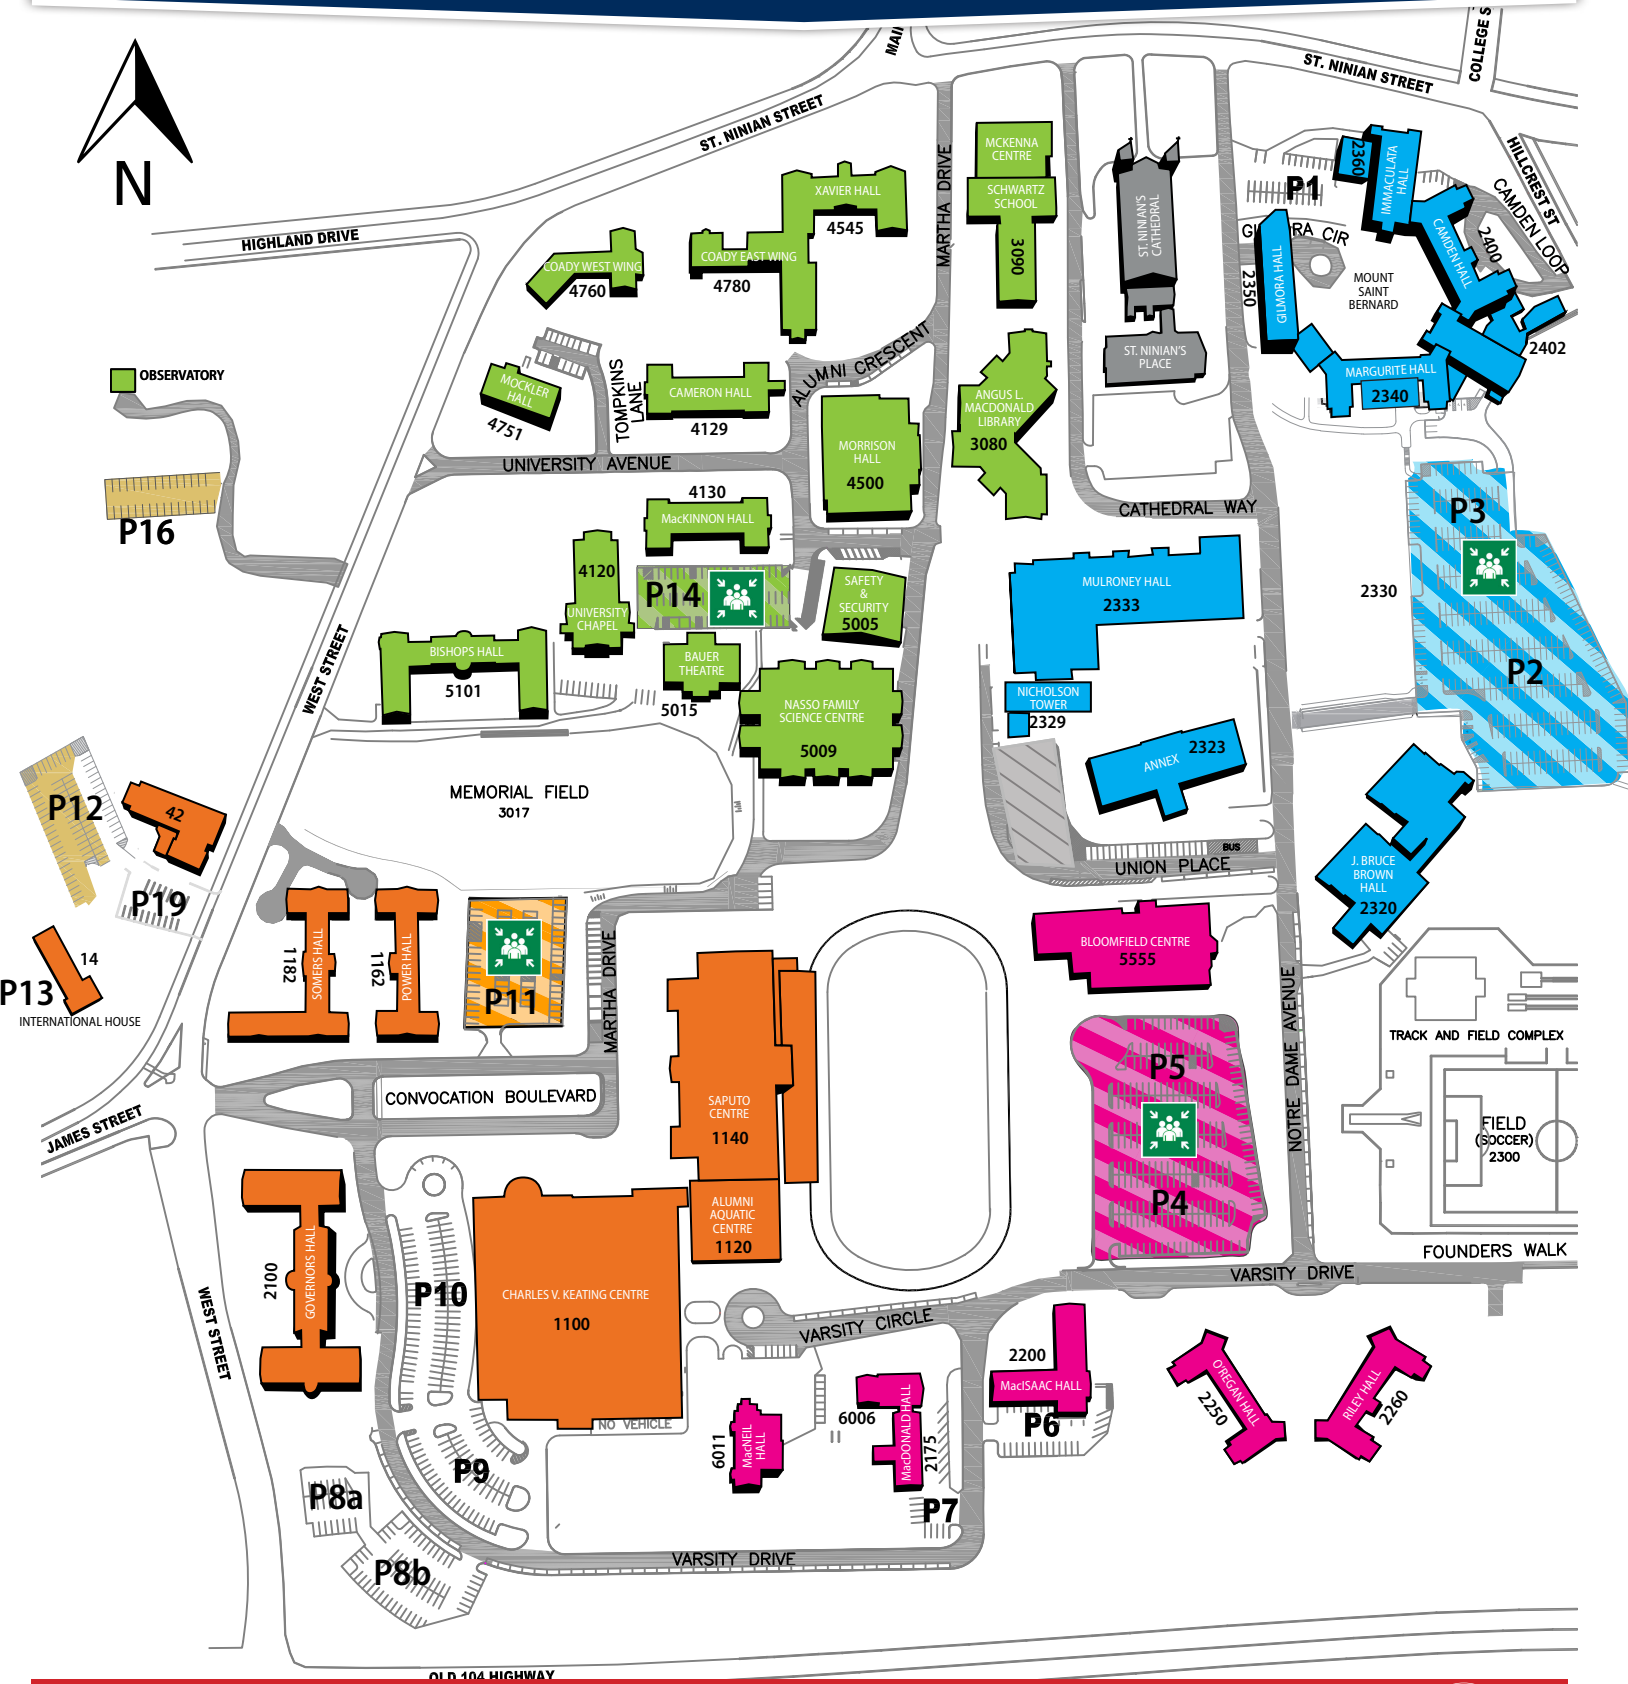 MAIN
ST. NINIAN STREET
COLLEGE S
ST. NINIAN STREET
N
HIGHLAND DRIVE
MARTHA DRIVE
MCKENNA
CENTRE
SCHWARTZ
SCHOOL
3090
XAVIER HALL
4545
COADY EAST WING
4780
COADY WEST WING
4760
ST. NINIAN'S
CATHEDRAL
ST. NINIAN'S
PLACE
P1
2360
IMMACULATA
HALL
HILLCREST ST
CAMDEN LOOP
CAMDEN HALL
2400
2402
GILMORA HALL
2350
MOUNT
SAINT
BERNARD
MARGURITE HALL
2340
OBSERVATORY
P16
MOCKLER
HALL
4751
TOMPKINS
LANE
CAMERON HALL
4129
ALUMNI CRESCENT
MORRISON
HALL
4500
ANGUS L.
MACDONALD
LIBRARY
3080
UNIVERSITY AVENUE
4130
MacKINNON HALL
CATHEDRAL WAY
P3
4120
UNIVERSITY
CHAPEL
P14
SAFETY
&
SECURITY
5005
MULRONEY HALL
2333
2330
P2
WEST STREET
BISHOPS HALL
5101
BAUER
THEATRE
5015
NASSO FAMILY
SCIENCE CENTRE
5009
NICHOLSON
TOWER
2329
ANNEX
2323
MEMORIAL FIELD
3017
P12
42
P19
BUS
UNION PLACE
J. BRUCE
BROWN
HALL
2320
14
P13
INTERNATIONAL HOUSE
SOMERS HALL
1182
POWER HALL
1162
P11
MARTHA DRIVE
BLOOMFIELD CENTRE
5555
NOTRE DAME AVENUE
TRACK AND FIELD COMPLEX
P5
P4
CONVOCATION BOULEVARD
JAMES STREET
SAPUTO
CENTRE
1140
FIELD
(SOCCER)
2300
ALUMNI
AQUATIC
CENTRE
1120
FOUNDERS WALK
VARSITY DRIVE
GOVERNORS HALL
2100
P10
CHARLES V. KEATING CENTRE
1100
VARSITY CIRCLE
WEST STREET
2200
MacISAAC HALL
P6
O'REGAN HALL
2250
RILEY HALL
2260
6006
MacDONALD HALL
2175
NO VEHICLE
6011
MacNEIL
HALL
P9
P7
P8a
P8b
VARSITY DRIVE
OLD 104 HIGHWAY